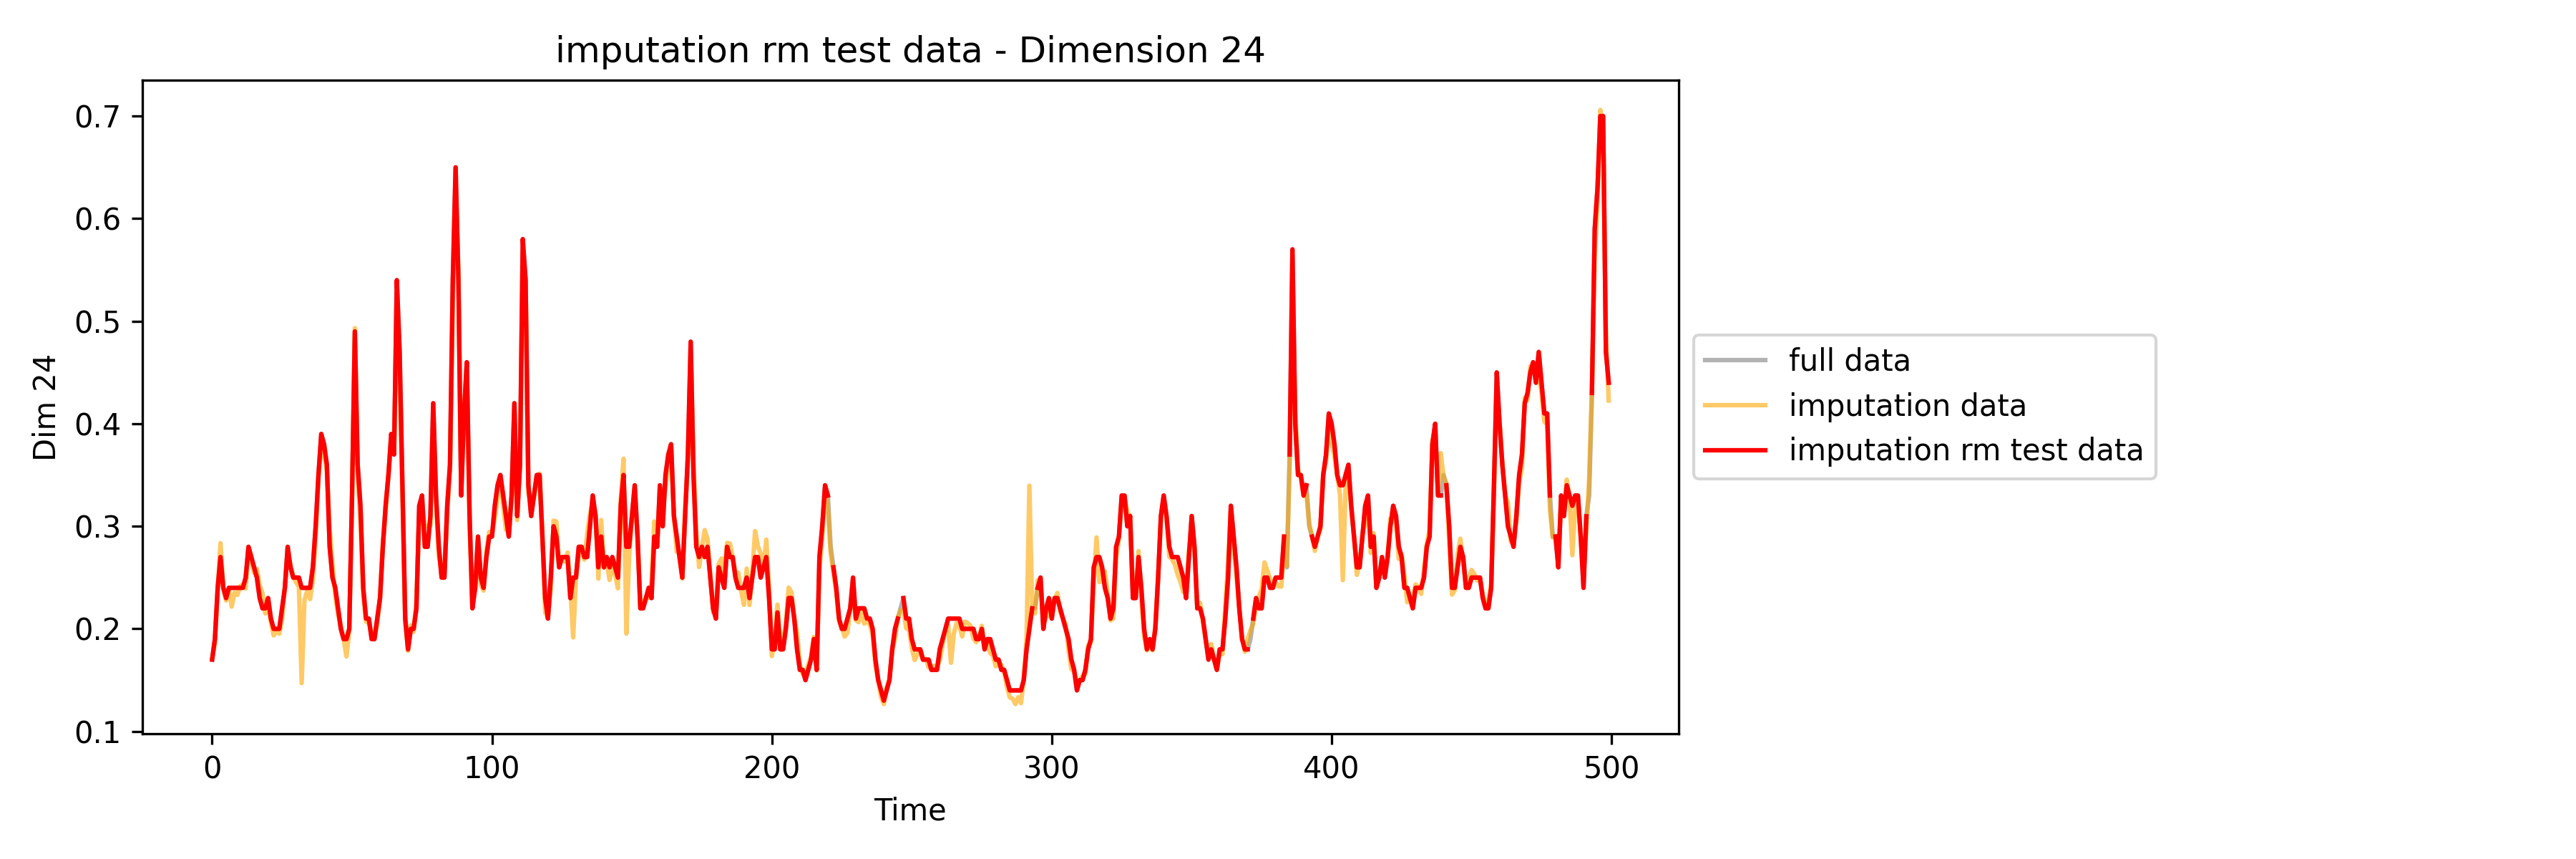 imputation rm test data - Dimension 24
0.7
0.6
0.5
0.4
0.3
0.2
0.1
Dim 24
0 100 200 300 400 500
Time
full data
imputation data
imputation rm test data